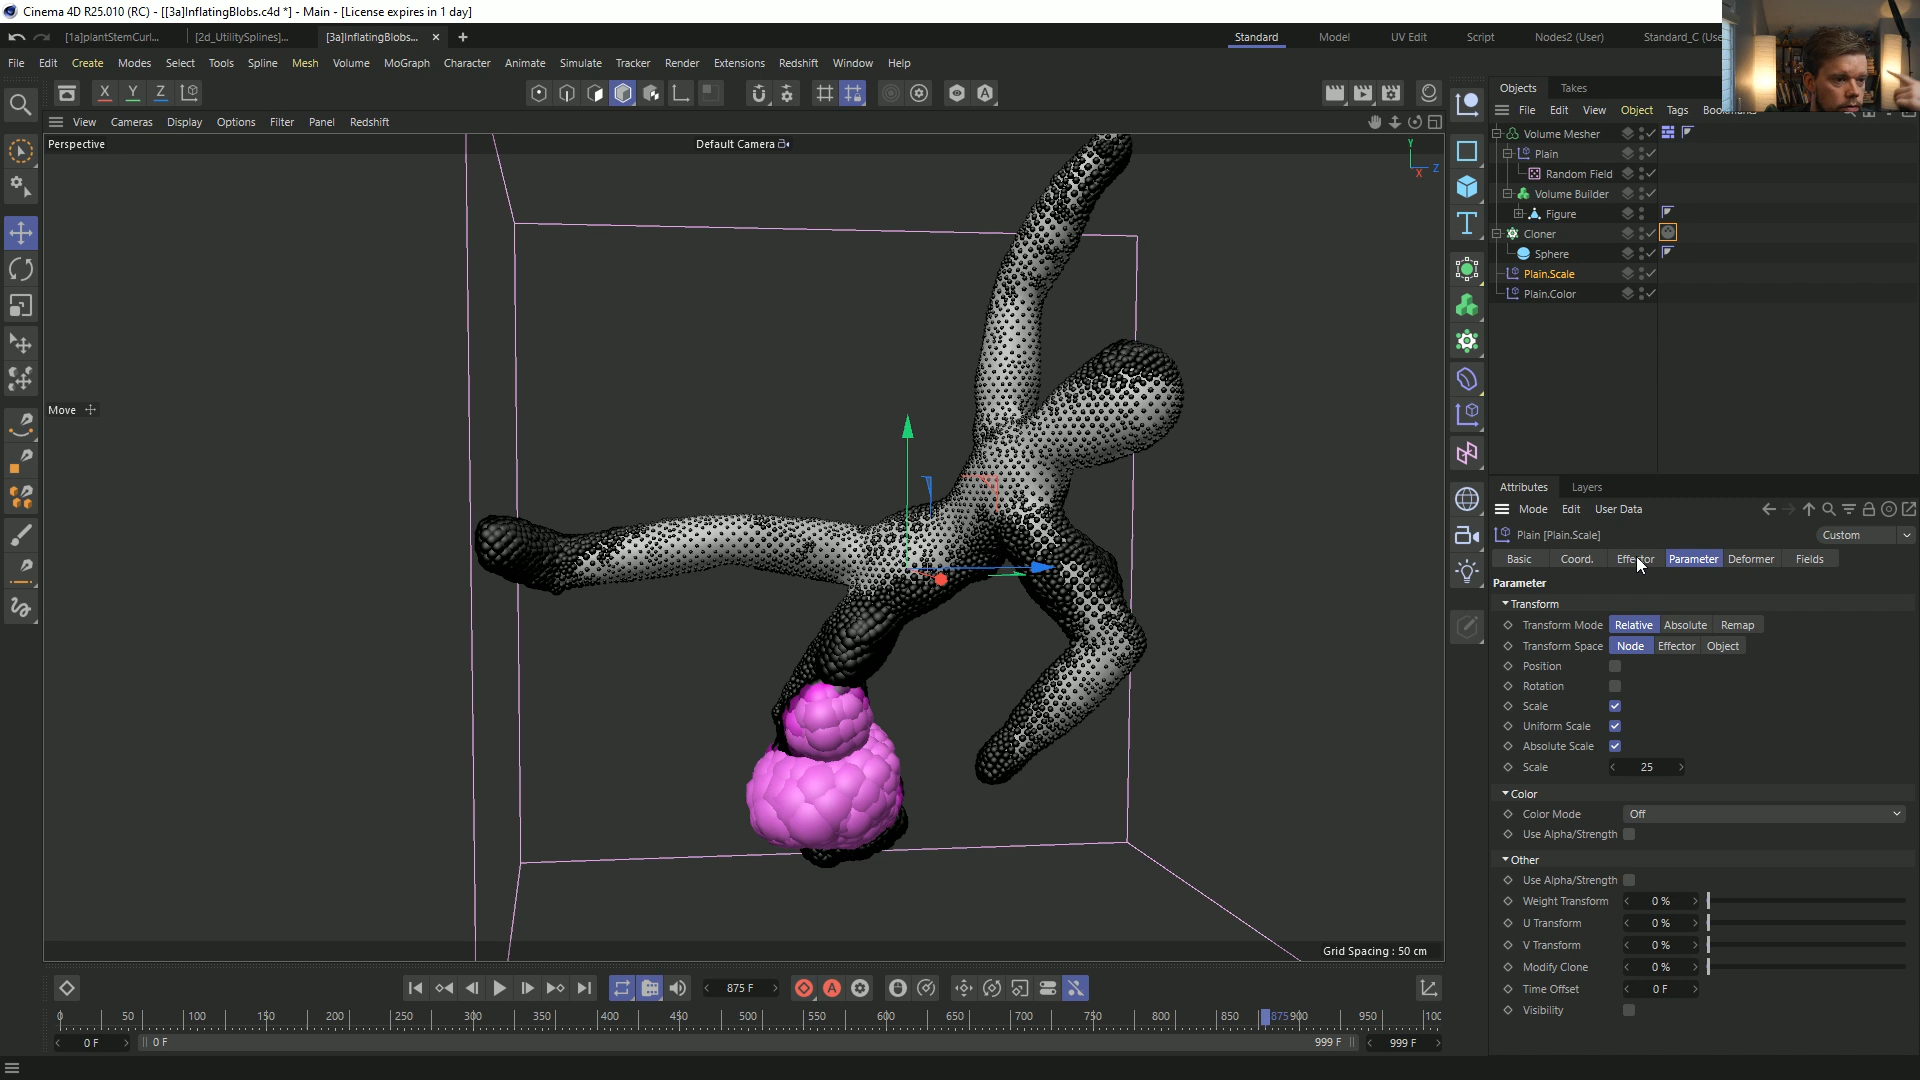 Cinema 4D R25.010 (RC) - [[3a]InflatingBlobs.c4d *] - Main - [License expires in 1 day]
[1a]plantStemCurl... [2d_UtilitySplines]... [3a]InflatingBlobs... × +
Standard Model UV Edit Script Nodes2 (User) Standard_C (Use
File Edit Create Modes Select Tools Spline Mesh Volume MoGraph Character Animate Simulate Tracker Render Extensions Redshift Window Help
X Y Z
Objects Takes
File Edit View Object Tags
View Cameras Display Options Filter Panel Redshift
Perspective
Default Camera
Y
Z
X
Volume Mesher
Plain
Random Field
Volume Builder
Figure
Cloner
Sphere
Plain.Scale
Plain.Color
Move
Attributes Layers
Mode Edit User Data
Plain [Plain.Scale]
Custom
Basic Coord. Effector Parameter Deformer Fields
Parameter
Transform
Transform Mode Relative Absolute Remap
Transform Space Node Effector Object
Position
Rotation
Scale
Uniform Scale
Absolute Scale
Scale 25
Color
Color Mode Off
Use Alpha/Strength
Other
Use Alpha/Strength
Weight Transform 0 %
U Transform 0 %
V Transform 0 %
Modify Clone 0 %
Time Offset 0 F
Visibility
Grid Spacing : 50 cm
875 F
0 50 100 150 200 250 300 350 400 450 500 550 600 650 700 750 800 850 875 900 950 100
0 F 0 F 999 F 999 F